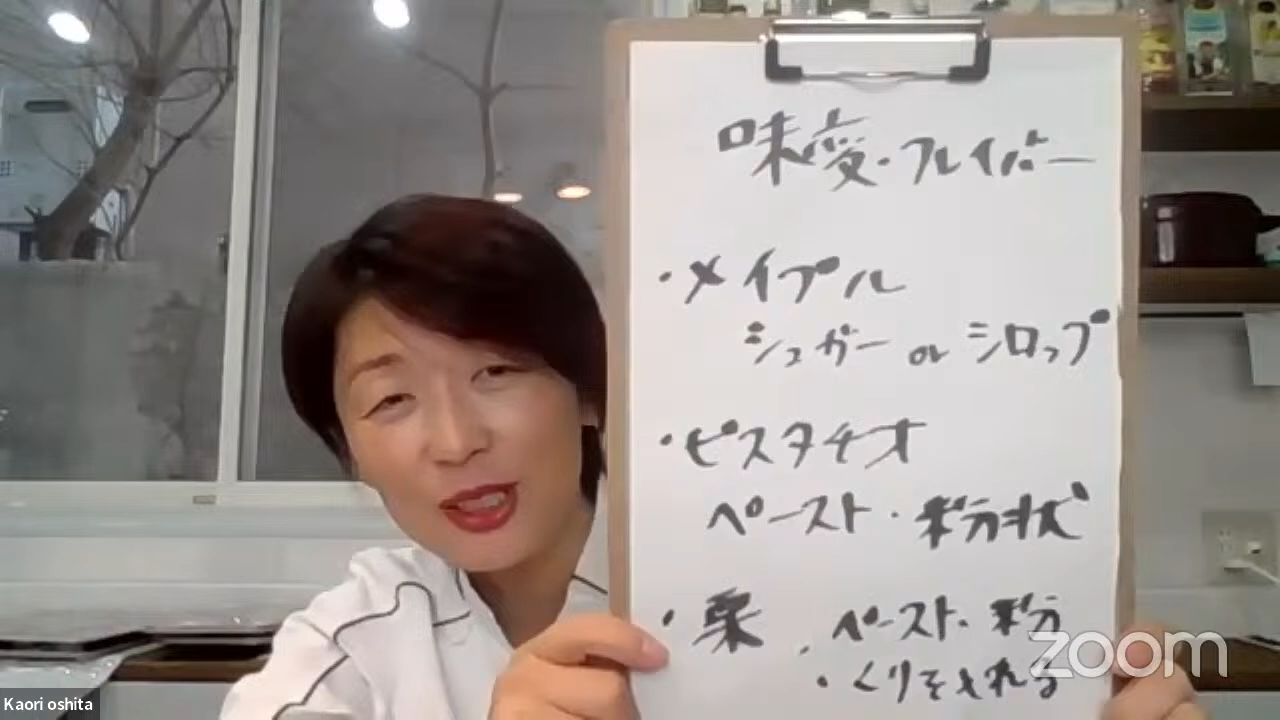 味変・フレイバー
・メイプル
シュガー or シロップ
・ピスタチオ
ペースト・粉状
・栗 ・ペースト・粉
・くりを入れる
zoom
Kaori oshita